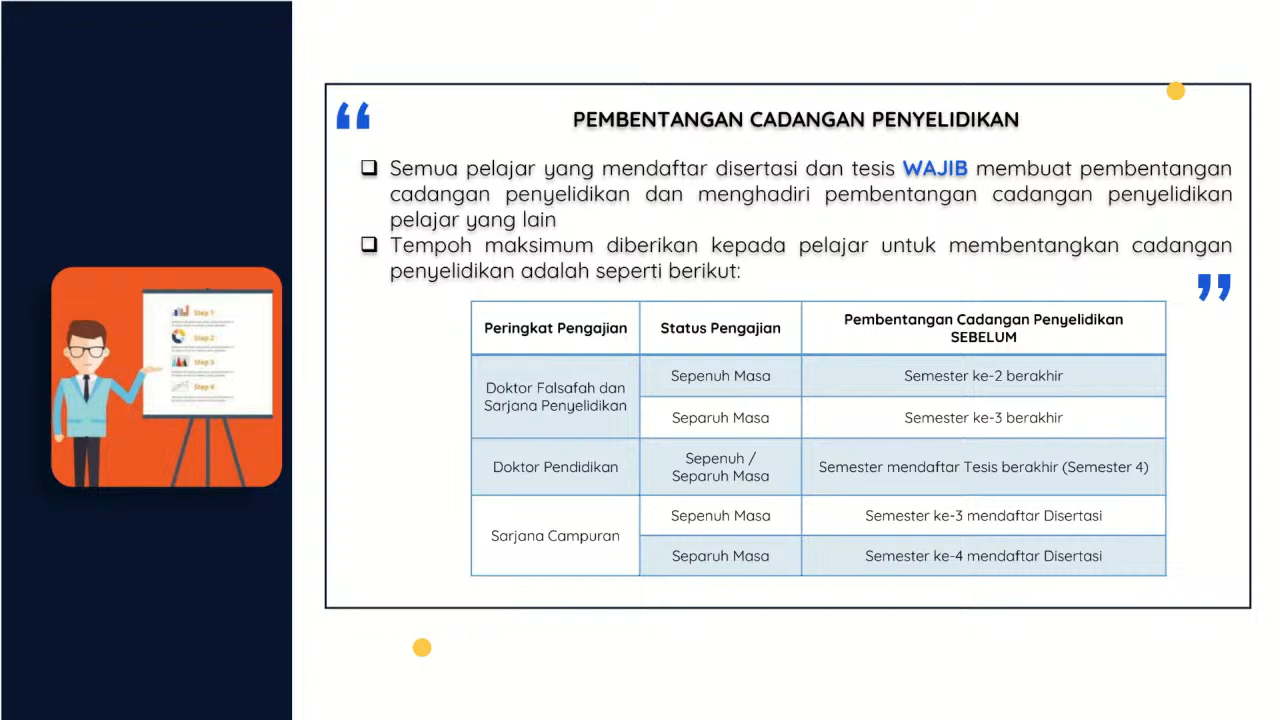 PEMBENTANGAN CADANGAN PENYELIDIKAN
Semua pelajar yang mendaftar disertasi dan tesis WAJIB membuat pembentangan
cadangan penyelidikan dan menghadiri pembentangan cadangan penyelidikan
pelajar yang lain
Tempoh maksimum diberikan kepada pelajar untuk membentangkan cadangan
penyelidikan adalah seperti berikut:
Peringkat Pengajian
Status Pengajian
Pembentangan Cadangan Penyelidikan
SEBELUM
Doktor Falsafah dan
Sarjana Penyelidikan
Sepenuh Masa
Semester ke-2 berakhir
Separuh Masa
Semester ke-3 berakhir
Doktor Pendidikan
Sepenuh /
Separuh Masa
Semester mendaftar Tesis berakhir (Semester 4)
Sarjana Campuran
Sepenuh Masa
Semester ke-3 mendaftar Disertasi
Separuh Masa
Semester ke-4 mendaftar Disertasi
Step 1
Step 2
Step 3
Step 4